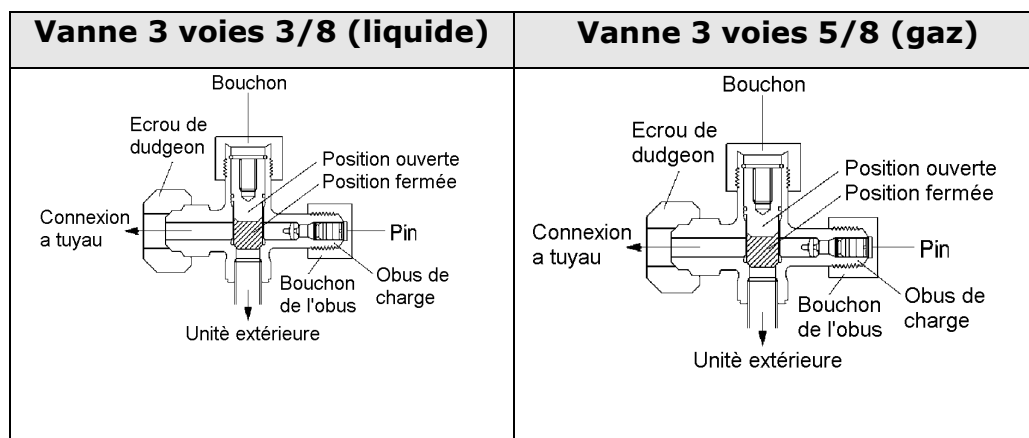 Vanne 3 voies 3/8 (liquide)
Bouchon
Ecrou de
dudgeon
Position ouverte
Position fermée
Connexion
a tuyau
Pin
Obus de
charge
Bouchon
de l'obus
Unitè extérieure
Vanne 3 voies 5/8 (gaz)
Bouchon
Ecrou de
dudgeon
Position ouverte
Position fermée
Connexion
a tuyau
Pin
Obus de
charge
Bouchon
de l'obus
Unitè extérieure